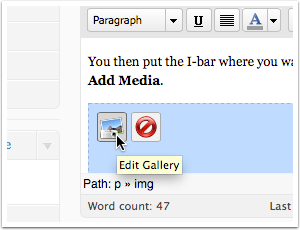 Paragraph U A
You then put the I-bar where you wa
Add Media.
Edit Gallery
Path: p » img
Word count: 47 Last